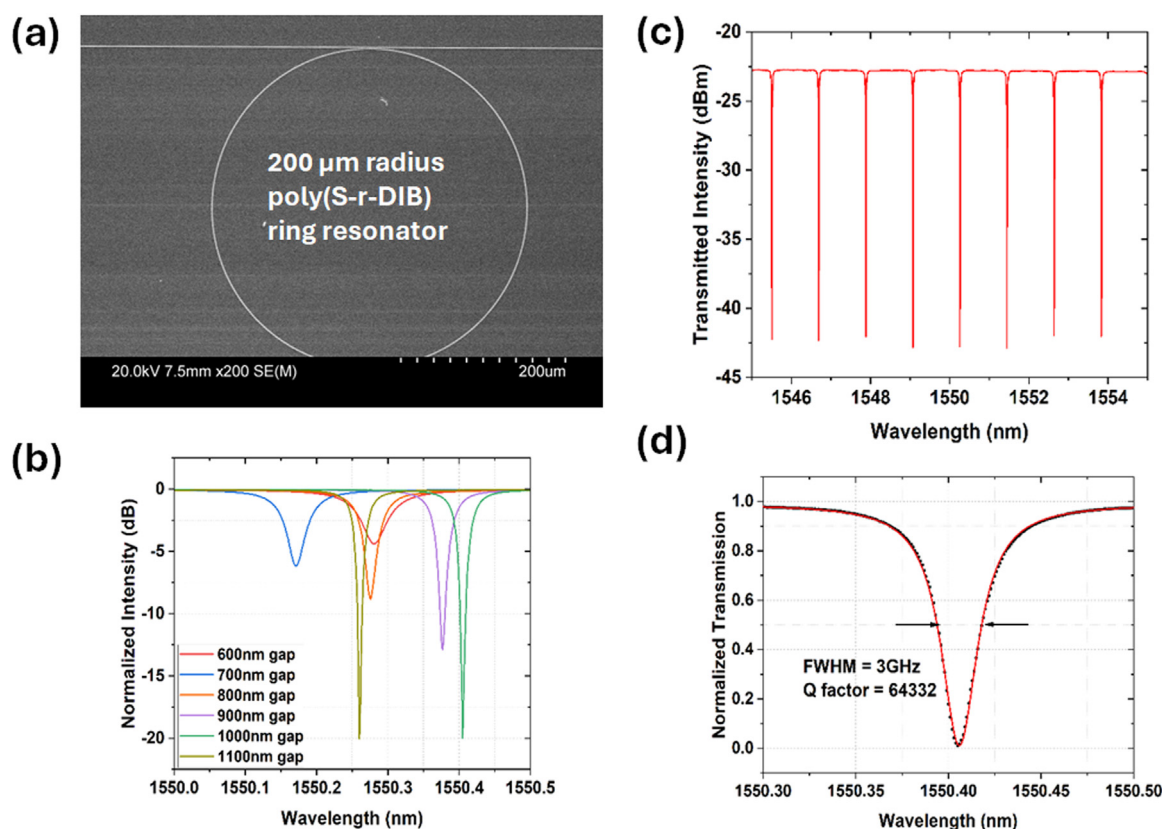 (a)
200 µm radius
poly(S-r-DIB)
ring resonator
20.0kV 7.5mm x200 SE(M)
200um
(b)
Normalized Intensity (dB)
0
-5
-10
-15
-20
600nm gap
700nm gap
800nm gap
900nm gap
1000nm gap
1100nm gap
1550.0 1550.1 1550.2 1550.3 1550.4 1550.5
Wavelength (nm)
(c)
Transmitted Intensity (dBm)
-20
-25
-30
-35
-40
-45
1546 1548 1550 1552 1554
Wavelength (nm)
(d)
Normalized Transmission
1.0
0.8
0.6
0.4
0.2
0.0
FWHM = 3GHz
Q factor = 64332
1550.30 1550.35 1550.40 1550.45 1550.50
Wavelength (nm)